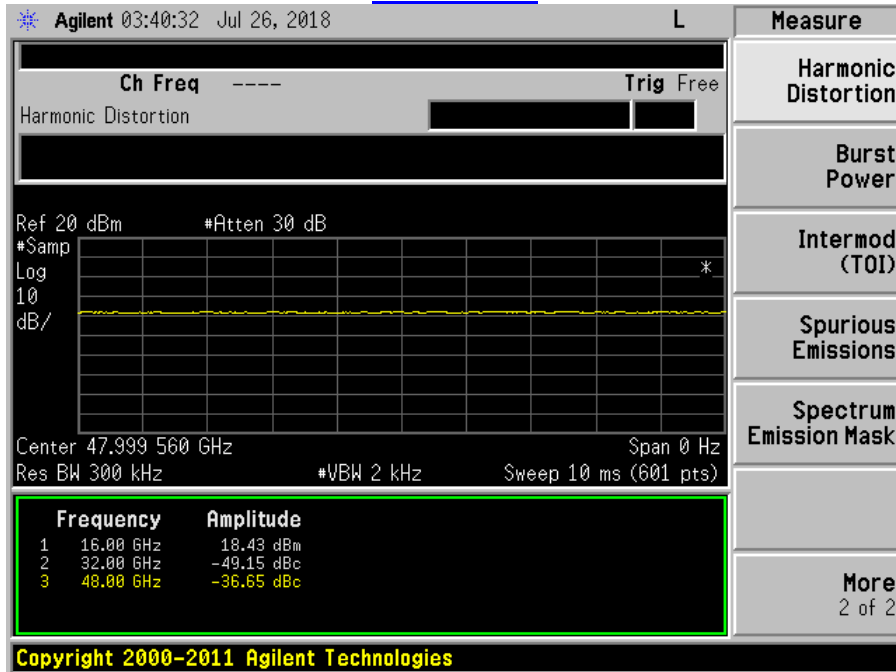 Agilent 03:40:32 Jul 26, 2018 L
Measure
Ch Freq ---- Trig Free
Harmonic Distortion
Harmonic
Distortion
Burst
Power
Intermod
(TOI)
Spurious
Emissions
Spectrum
Emission Mask
More
2 of 2
Ref 20 dBm #Atten 30 dB
#Samp
Log
10
dB/
*
Center 47.999 560 GHz Span 0 Hz
Res BW 300 kHz #VBW 2 kHz Sweep 10 ms (601 pts)
Frequency Amplitude
1 16.00 GHz 18.43 dBm
2 32.00 GHz -49.15 dBc
3 48.00 GHz -36.65 dBc
Copyright 2000-2011 Agilent Technologies